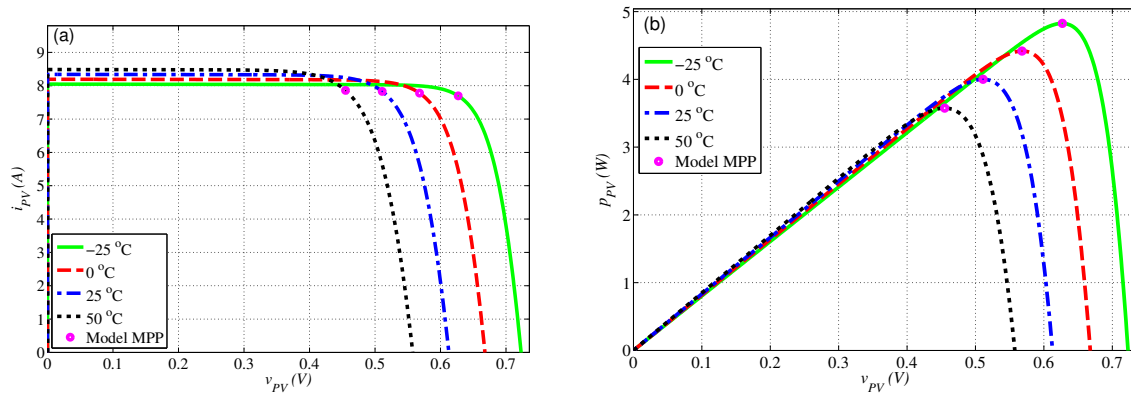 (a)
9
8
7
6
5
4
3
2
1
0
i_PV (A)
−25 °C
0 °C
25 °C
50 °C
Model MPP
0 0.1 0.2 0.3 0.4 0.5 0.6 0.7
v_PV (V)
(b)
5
4
3
2
1
0
p_PV (W)
−25 °C
0 °C
25 °C
50 °C
Model MPP
0 0.1 0.2 0.3 0.4 0.5 0.6 0.7
v_PV (V)